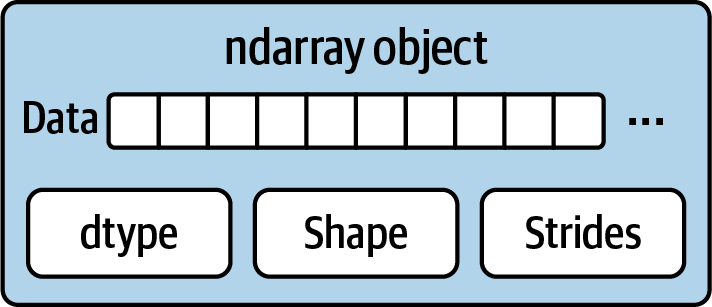 ndarray object
Data ...
dtype Shape Strides